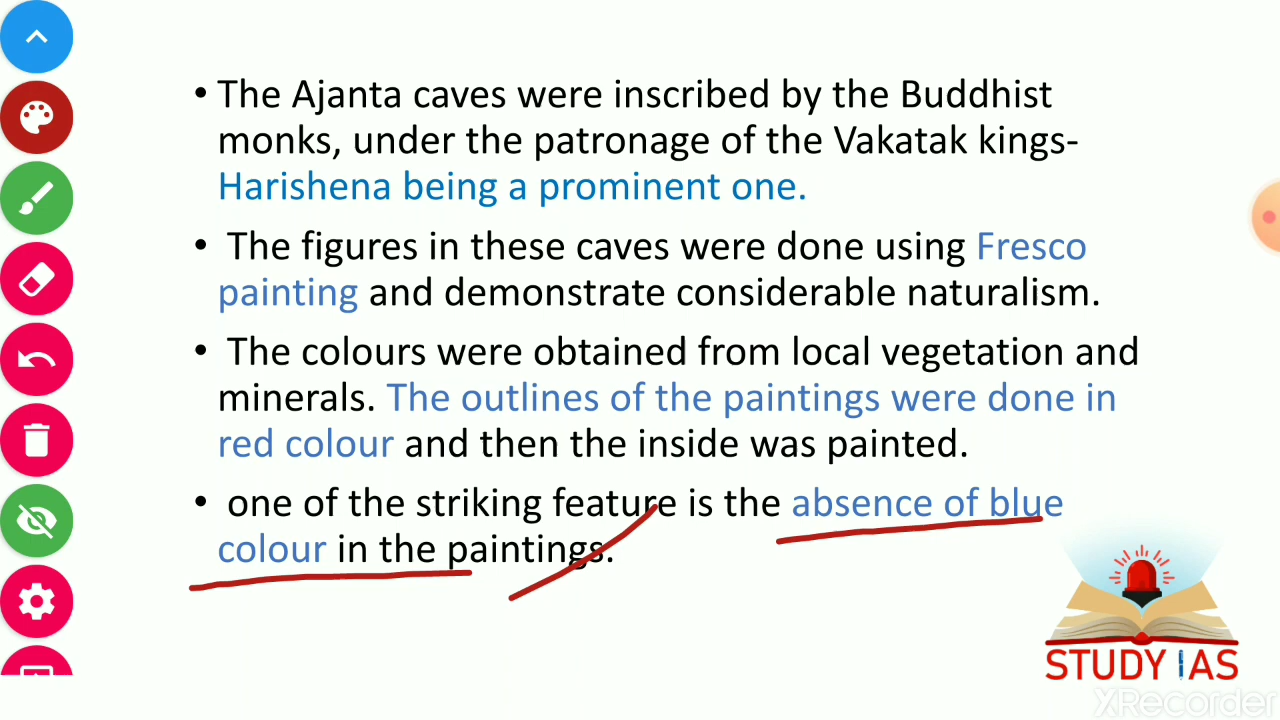 • The Ajanta caves were inscribed by the Buddhist
monks, under the patronage of the Vakatak kings-
Harishena being a prominent one.
• The figures in these caves were done using Fresco
painting and demonstrate considerable naturalism.
• The colours were obtained from local vegetation and
minerals. The outlines of the paintings were done in
red colour and then the inside was painted.
• one of the striking feature is the absence of blue
colour in the paintings.
STUDY IAS
XRecorder